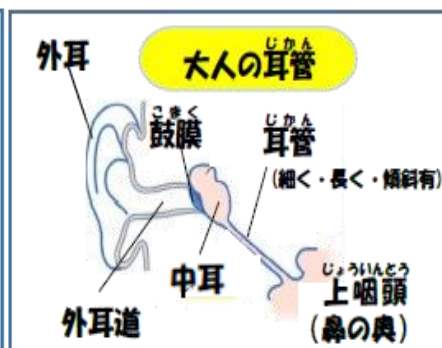 大人の耳管
じかん
外耳
鼓膜
こまく
耳管
じかん
(細く・長く・傾斜有)
中耳
外耳道
上咽頭
じょういんとう
(鼻の奥)